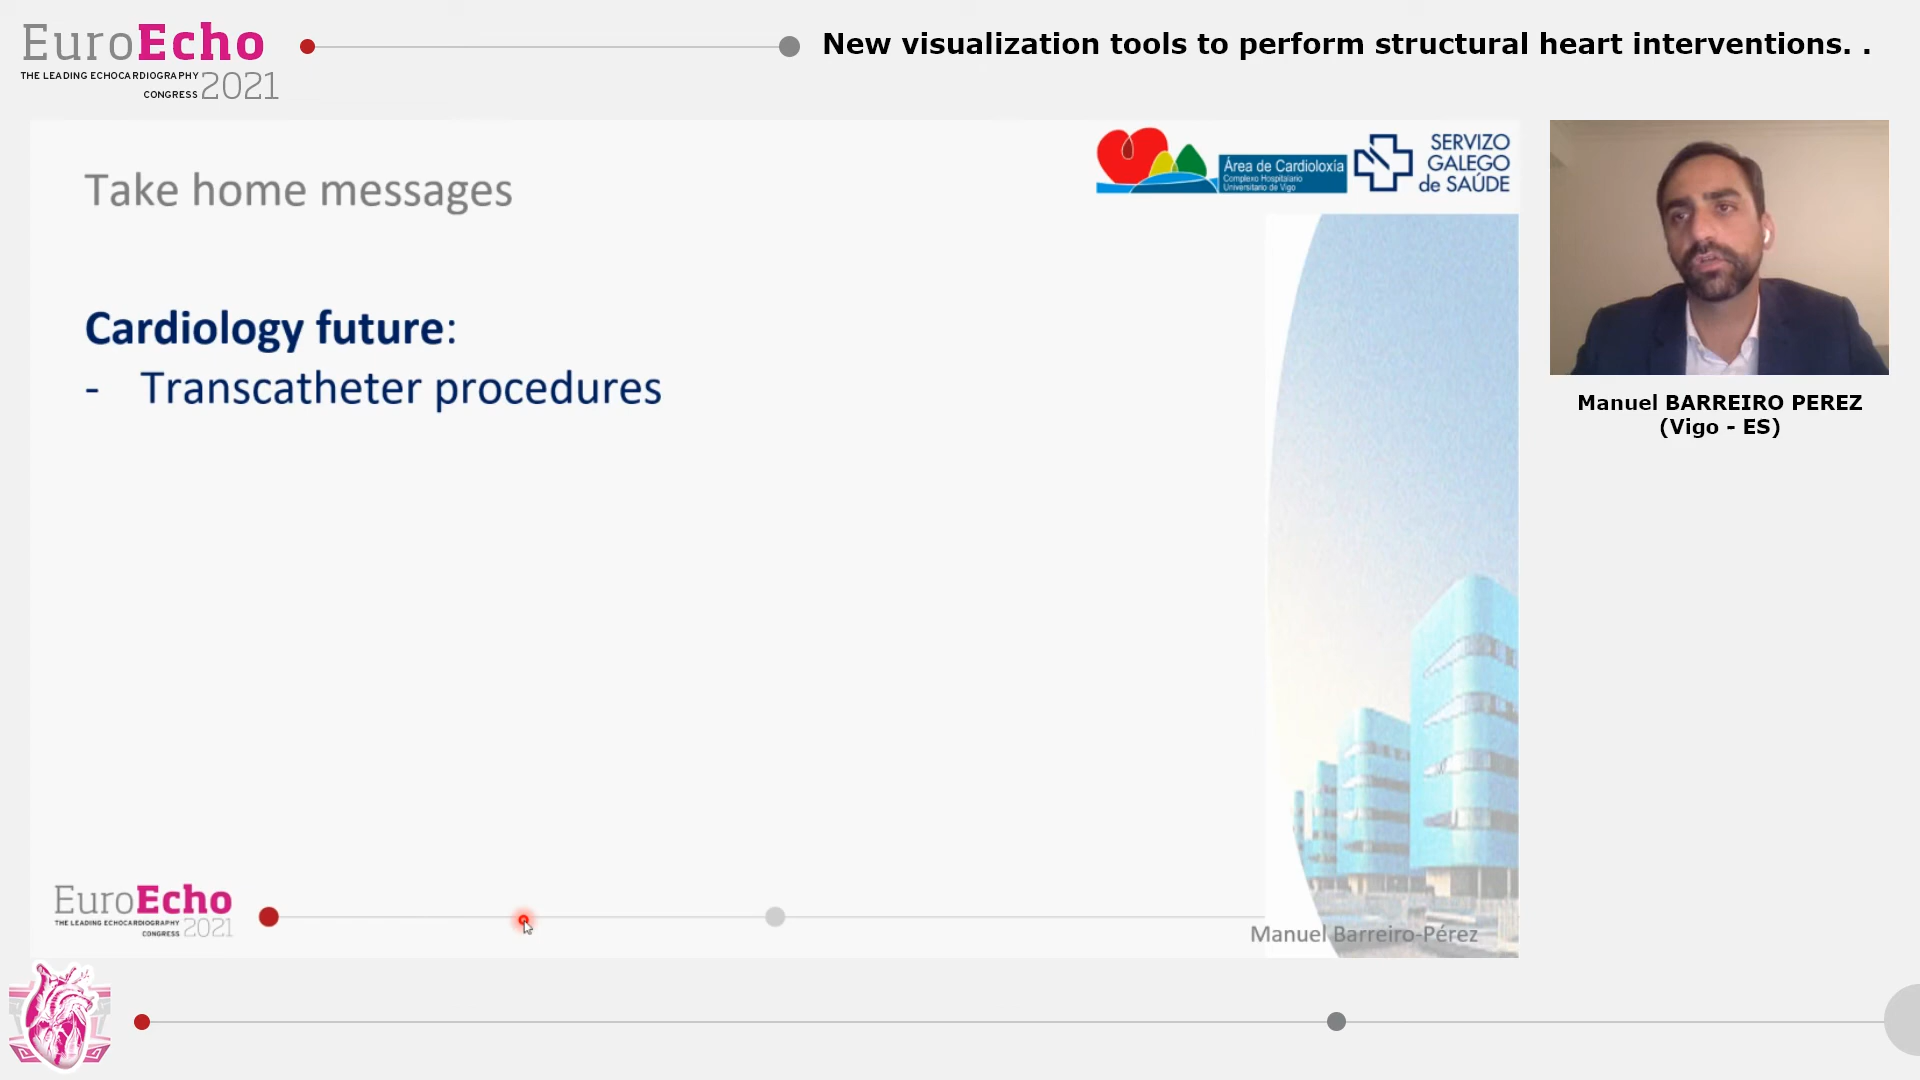 EuroEcho
THE LEADING ECHOCARDIOGRAPHY
CONGRESS 2021
New visualization tools to perform structural heart interventions. .
Take home messages
Área de Cardioloxía
Complexo Hospitalario
Universitario de Vigo
SERVIZO
GALEGO
de SAÚDE
Cardiology future:
- Transcatheter procedures
Manuel BARREIRO PEREZ
(Vigo - ES)
EuroEcho
THE LEADING ECHOCARDIOGRAPHY
CONGRESS 2021
Manuel Barreiro-Pérez